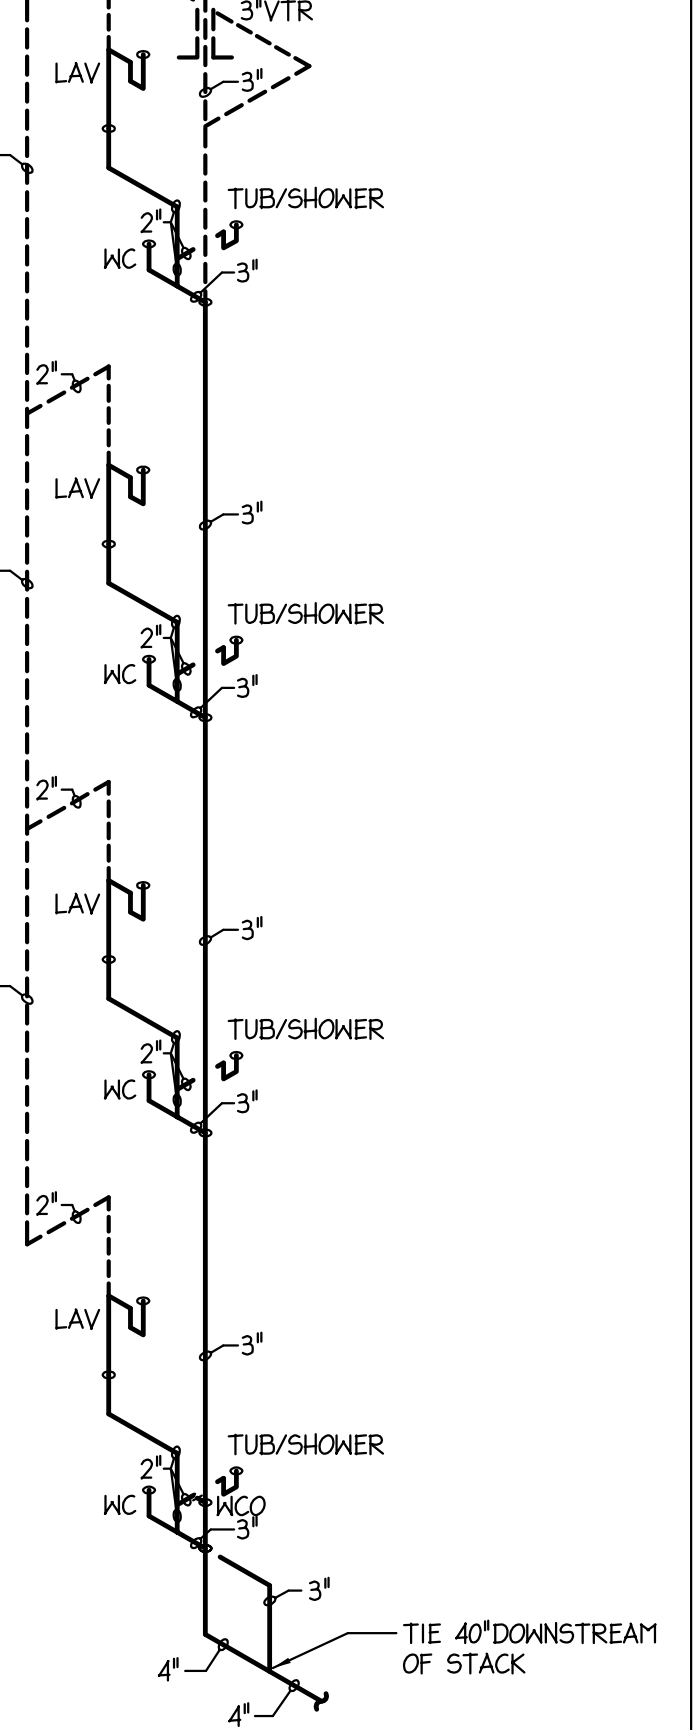 3"VTR
LAV
3"
TUB/SHOWER
2"
WC
3"
2"
LAV
3"
TUB/SHOWER
2"
WC
3"
2"
LAV
3"
TUB/SHOWER
2"
WC
3"
2"
LAV
3"
TUB/SHOWER
2"
WC
WCO
3"
3"
TIE 40"DOWNSTREAM
OF STACK
4"
4"